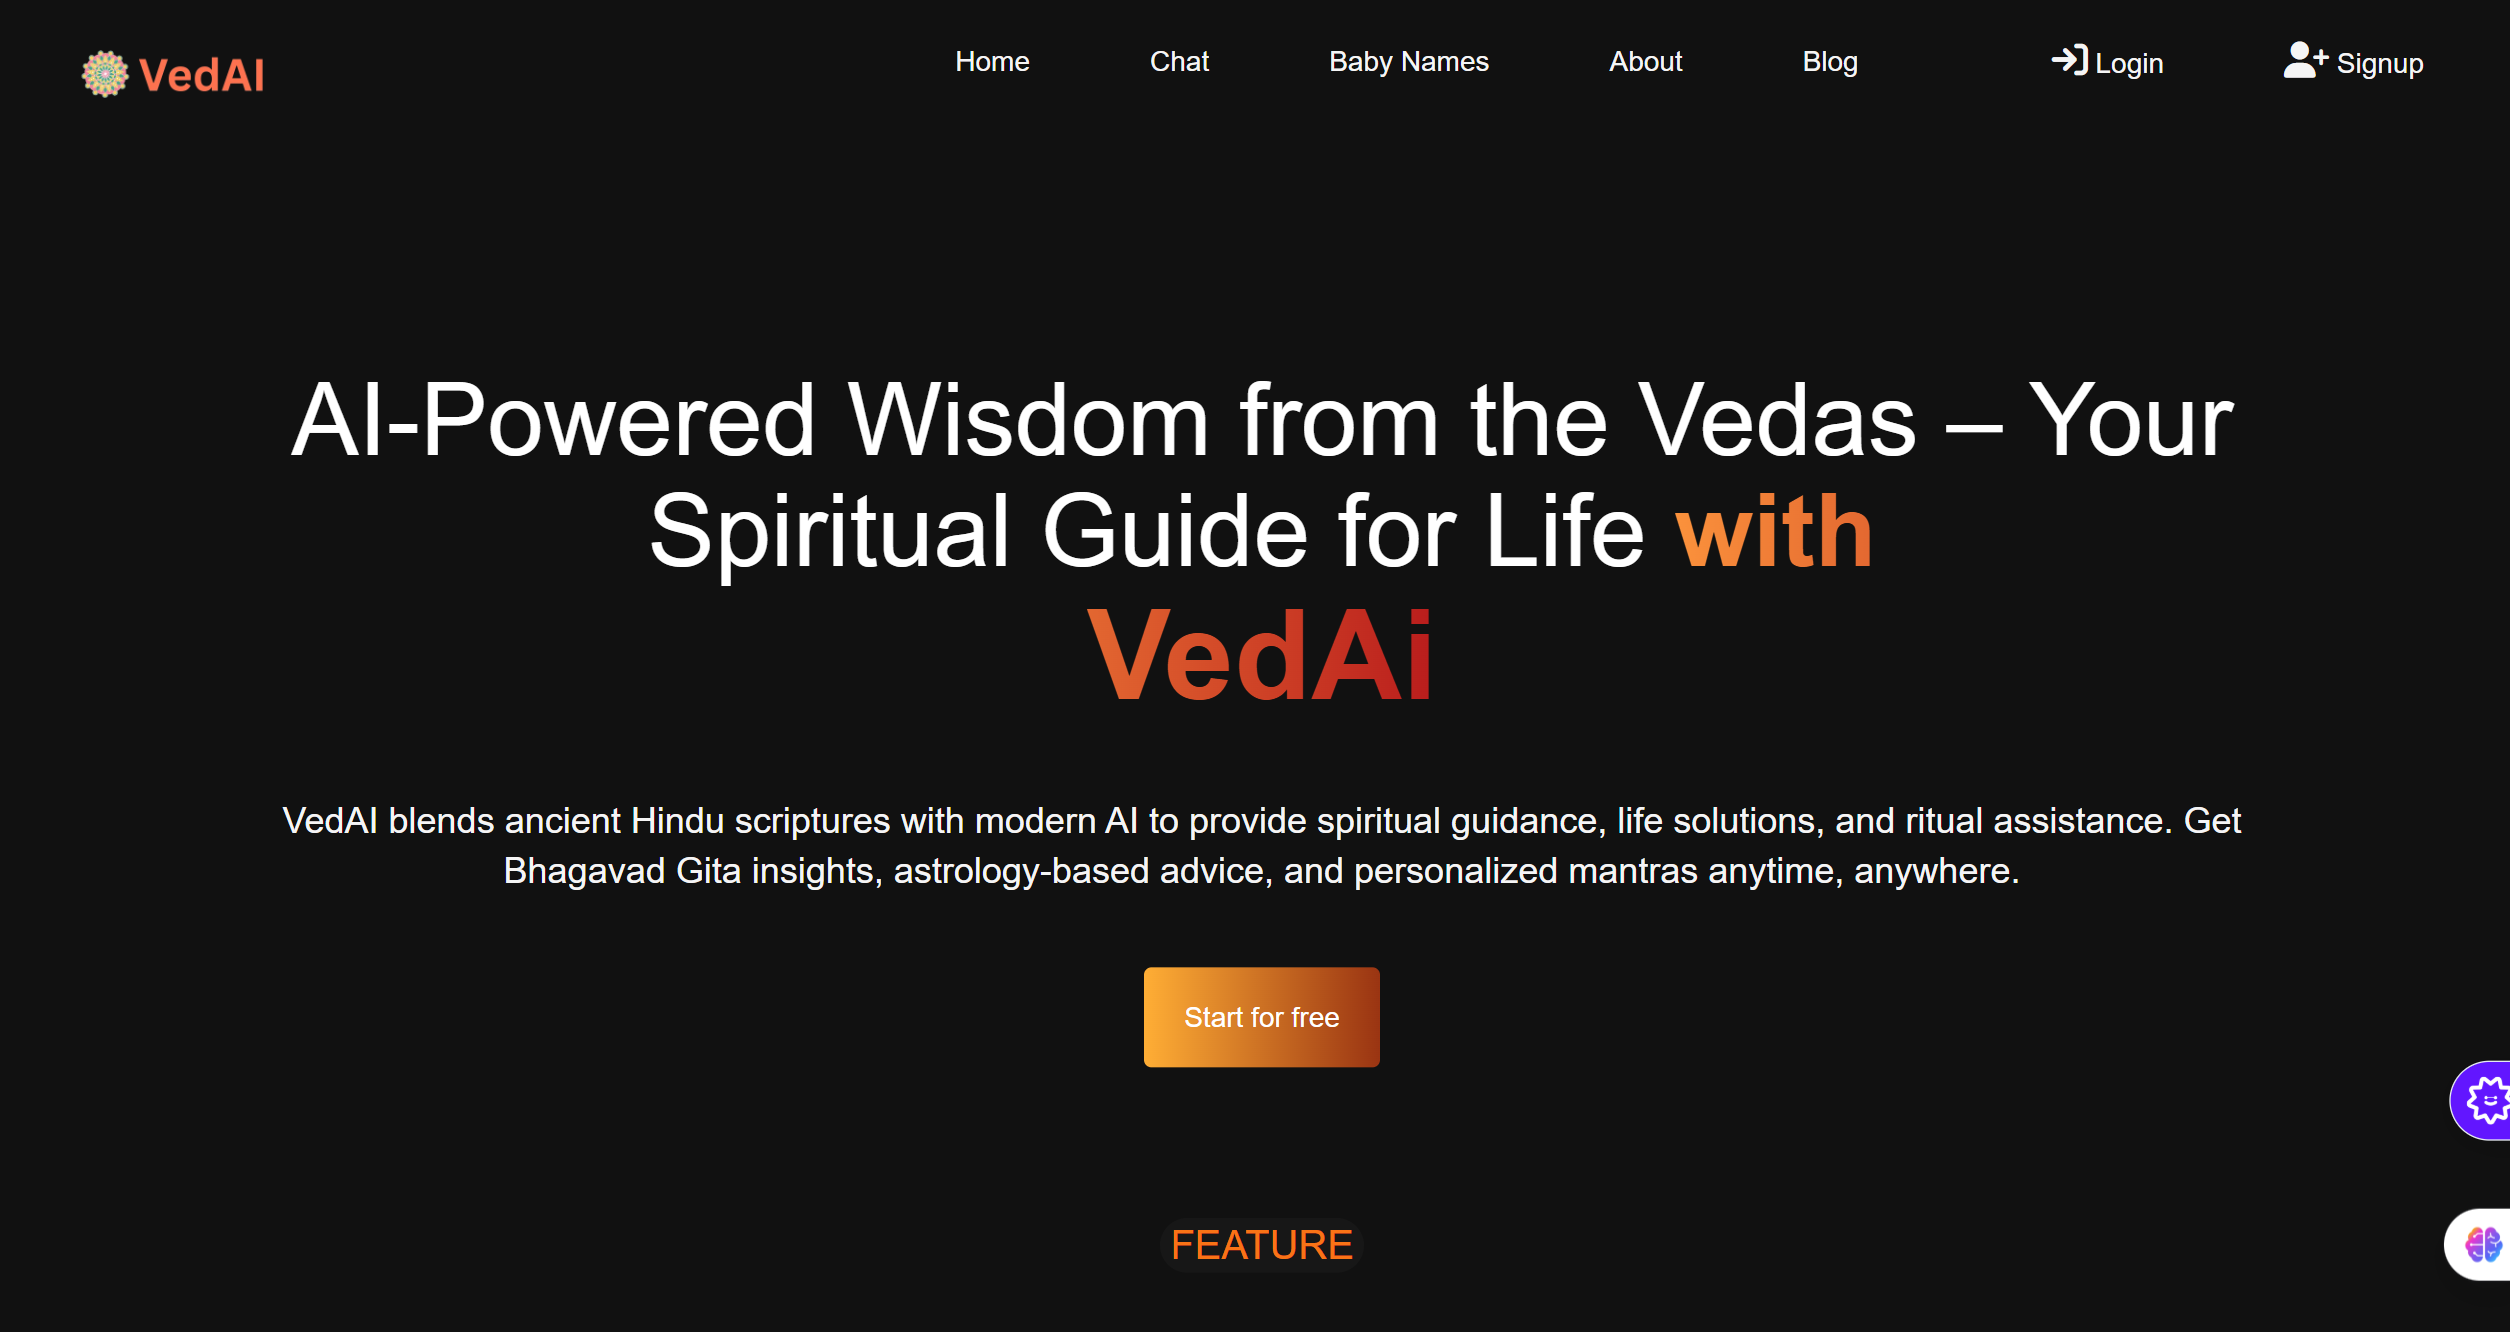 VedAI
Home Chat Baby Names About Blog Login Signup
AI-Powered Wisdom from the Vedas – Your
Spiritual Guide for Life with
VedAi
VedAI blends ancient Hindu scriptures with modern AI to provide spiritual guidance, life solutions, and ritual assistance. Get
Bhagavad Gita insights, astrology-based advice, and personalized mantras anytime, anywhere.
Start for free
FEATURE